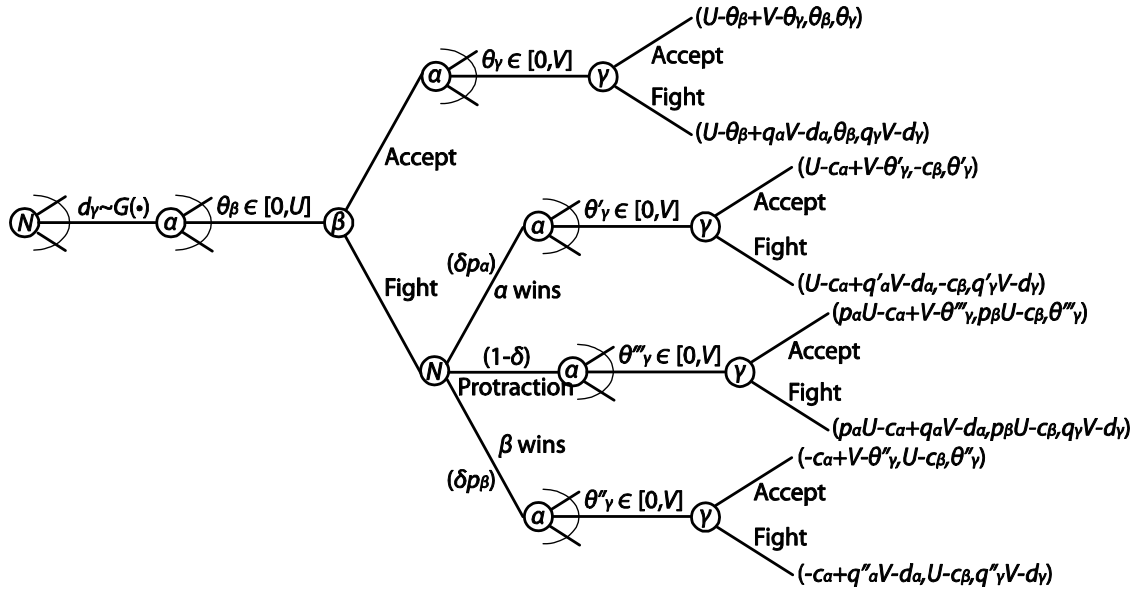 (U-θβ+V-θγ,θβ,θγ)
Accept
α θγ ∈ [0,V] γ
Fight
(U-θβ+qαV-dα,θβ,qγV-dγ)
Accept
(U-cα+V-θ'γ,-cβ,θ'γ)
N dγ~G(•) α θβ ∈ [0,U] β
α θ'γ ∈ [0,V] γ
Accept
Fight
(δpα)
α wins
Fight
(U-cα+q'αV-dα,-cβ,q'γV-dγ)
(pαU-cα+V-θ'''γ,pβU-cβ,θ'''γ)
N (1-δ) α θ'''γ ∈ [0,V] γ
Protraction
Accept
Fight
(pαU-cα+qαV-dα,pβU-cβ,qγV-dγ)
β wins
(δpβ)
(-cα+V-θ''γ,U-cβ,θ''γ)
α θ''γ ∈ [0,V] γ
Accept
Fight
(-cα+q''αV-dα,U-cβ,q''γV-dγ)